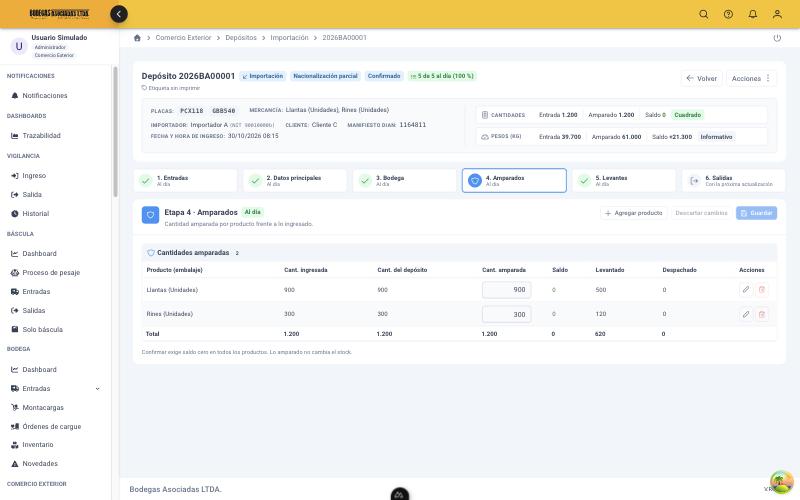 BODEGAS ASOCIADAS LTDA.
U
Usuario Simulado
Administrador
Comercio Exterior
NOTIFICACIONES
Notificaciones
DASHBOARDS
Trazabilidad
VIGILANCIA
Ingreso
Salida
Historial
BÁSCULA
Dashboard
Proceso de pesaje
Entradas
Salidas
Solo báscula
BODEGA
Dashboard
Entradas
Montacargas
Órdenes de cargue
Inventario
Novedades
COMERCIO EXTERIOR
Comercio Exterior > Depósitos > Importación > 2026BA00001
Depósito 2026BA00001 Importación Nacionalización parcial Confirmado 5 de 5 al día (100 %)
Etiqueta sin imprimir
Volver
Acciones
PLACAS: PCX118 GBB540 MERCANCÍA: Llantas (Unidades), Rines (Unidades)
IMPORTADOR: Importador A CLIENTE: Cliente C MANIFIESTO DIAN: 1164811
FECHA Y HORA DE INGRESO: 30/10/2026 08:15
CANTIDADES Entrada 1.200 Amparado 1.200 Saldo 0 Cuadrado
PESOS (KG) Entrada 39.700 Amparado 61.000 Saldo +21.300 Informativo
1. Entradas
Al día
2. Datos principales
Al día
3. Bodega
Al día
4. Amparados
Al día
5. Levantes
Al día
6. Salidas
Con la próxima actualización
Etapa 4 · Amparados Al día
Cantidad amparada por producto frente a lo ingresado.
Agregar producto
Descartar cambios
Guardar
Cantidades amparadas 2
Producto (embalaje) Cant. ingresada Cant. del depósito Cant. amparada Saldo Levantado Despachado Acciones
Llantas (Unidades) 900 900 900 0 500 0
Rines (Unidades) 300 300 300 0 120 0
Total 1.200 1.200 1.200 0 620 0
Confirmar exige saldo cero en todos los productos. Lo amparado no cambia el stock.
Bodegas Asociadas LTDA.